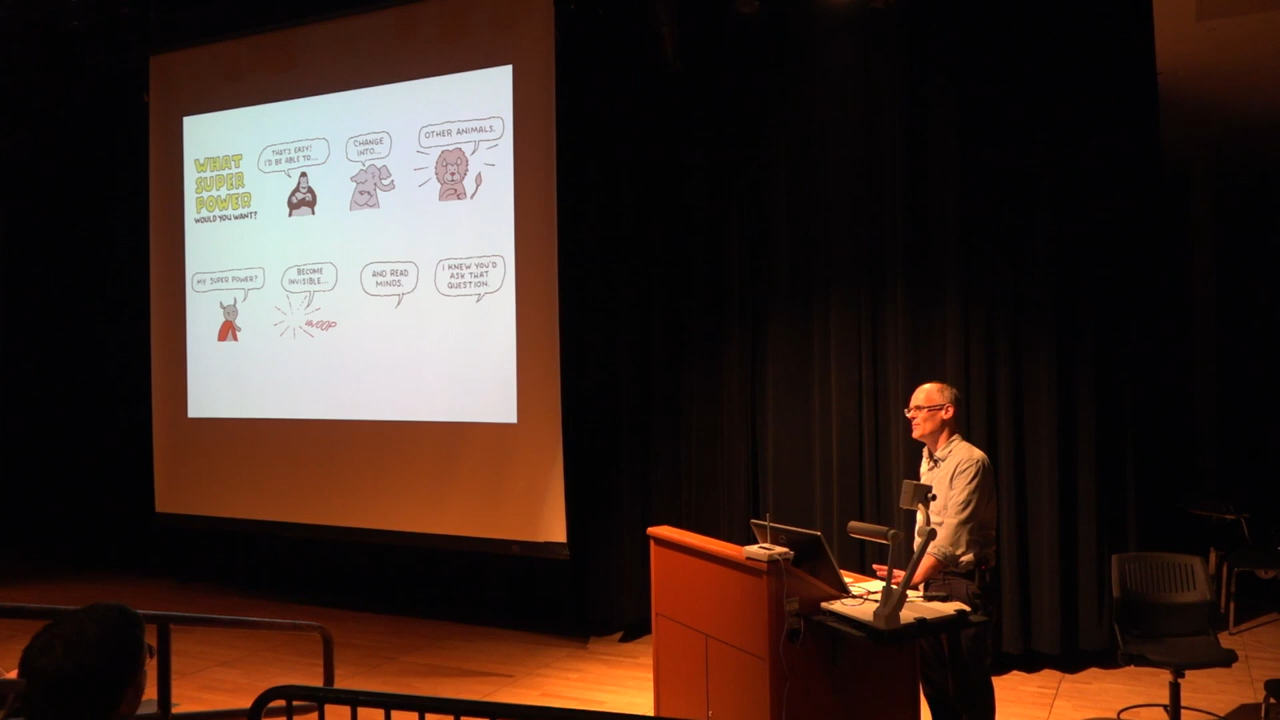 WHAT
SUPER
POWER
WOULD YOU WANT?
THAT'S EASY!
I'D BE ABLE TO...
CHANGE
INTO...
OTHER ANIMALS.
MY SUPER POWER?
BECOME
INVISIBLE...
WOOP
AND READ
MINDS.
I KNEW YOU'D
ASK THAT
QUESTION.